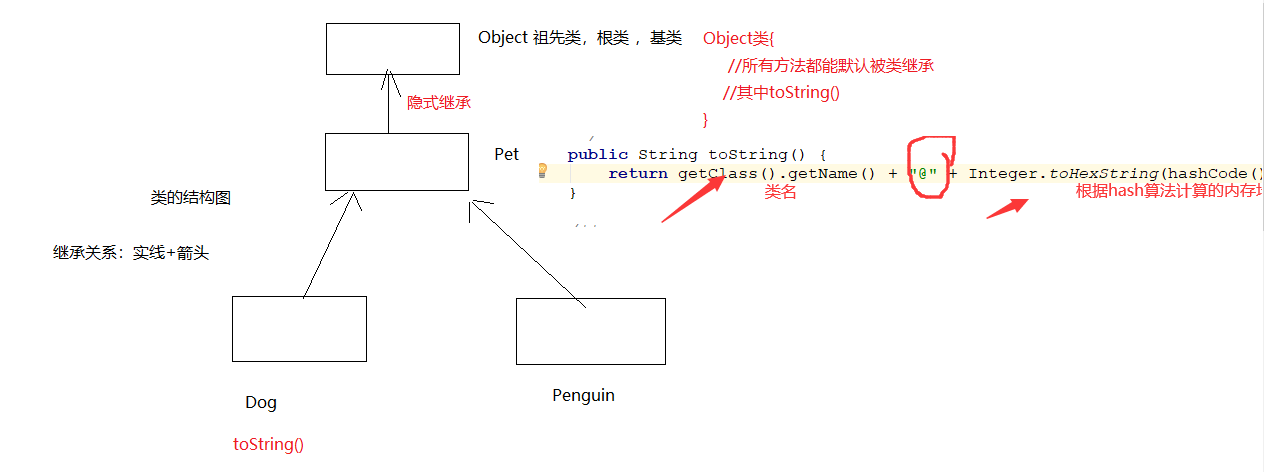 Object 祖先类，根类 ，基类
Object类{
//所有方法都能默认被类继承
//其中toString()
}
隐式继承
Pet
public String toString() {
return getClass().getName() + "@" + Integer.toHexString(hashCode()
}
类名
根据hash算法计算的内存
类的结构图
继承关系：实线+箭头
Dog
Penguin
toString()